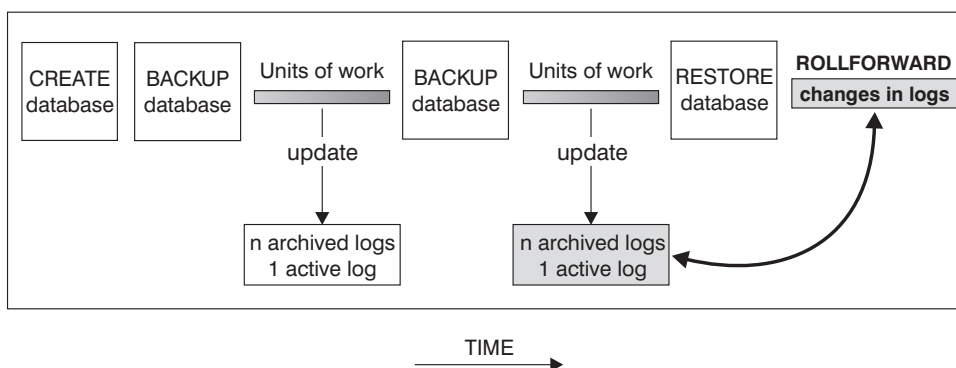 CREATE
database
BACKUP
database
Units of work
update
n archived logs
1 active log
BACKUP
database
Units of work
update
n archived logs
1 active log
RESTORE
database
ROLLFORWARD
changes in logs
TIME